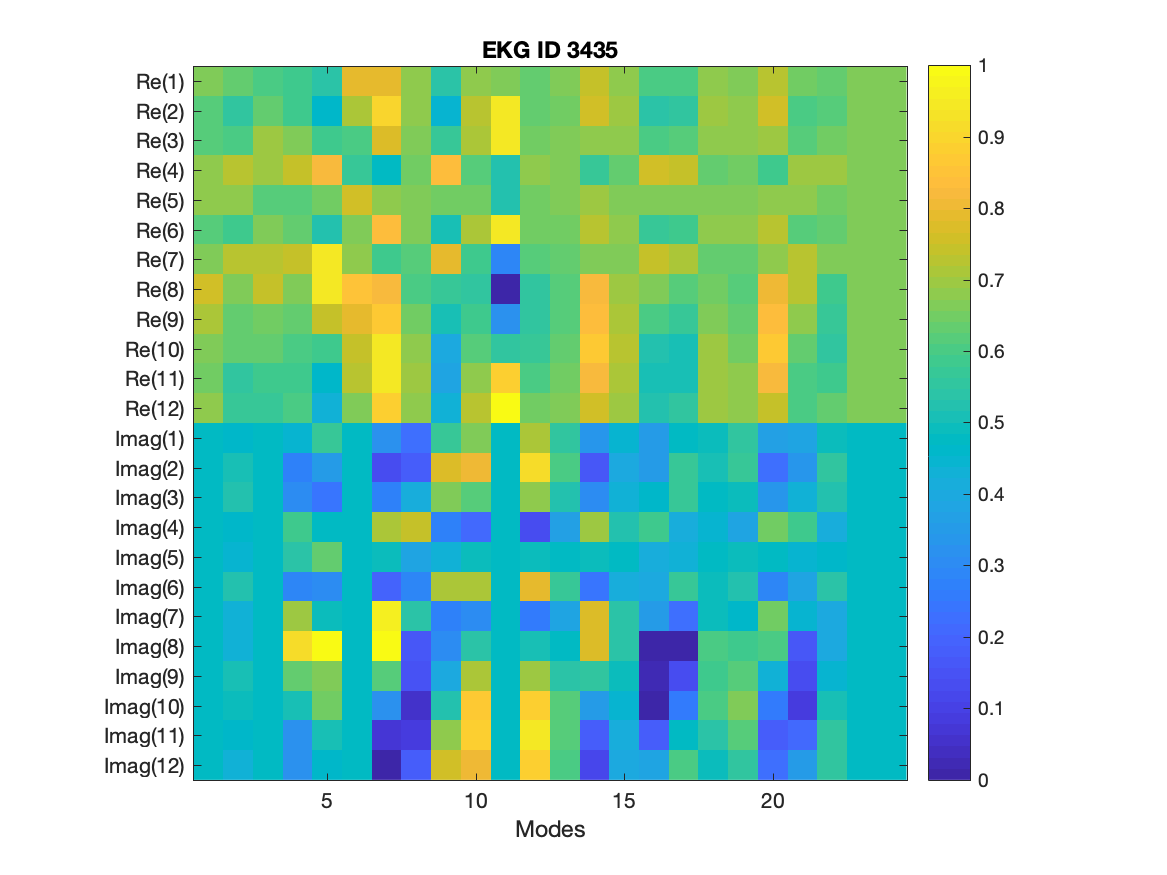 EKG ID 3435
Re(1)
Re(2)
Re(3)
Re(4)
Re(5)
Re(6)
Re(7)
Re(8)
Re(9)
Re(10)
Re(11)
Re(12)
Imag(1)
Imag(2)
Imag(3)
Imag(4)
Imag(5)
Imag(6)
Imag(7)
Imag(8)
Imag(9)
Imag(10)
Imag(11)
Imag(12)
5 10 15 20
Modes
1
0.9
0.8
0.7
0.6
0.5
0.4
0.3
0.2
0.1
0